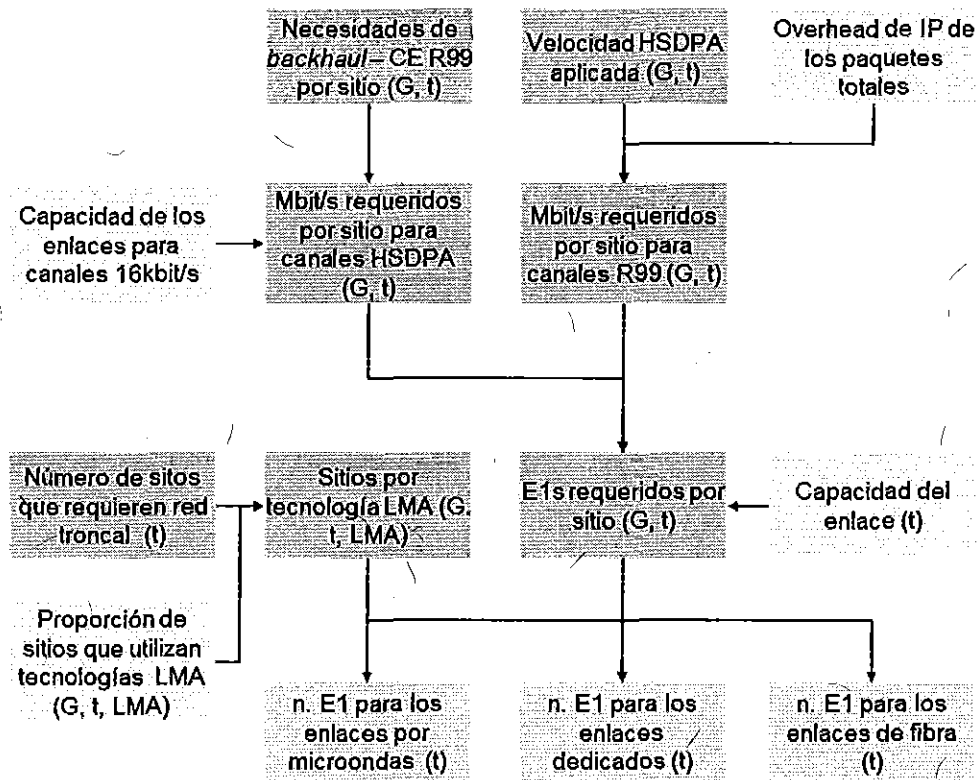 Necesidades de
backhaul – CE R99
por sitio (G, t)
Velocidad HSDPA
aplicada (G, t)
Overhead de IP de
los paquetes
totales
Capacidad de los
enlaces para
canales 16kbit/s
Mbit/s requeridos
por sitio para
canales HSDPA
(G, t)
Mbit/s requeridos
por sitio para
canales R99 (G, t)
Número de sitos
que requieren red
troncal (t)
Sitios por
tecnología LMA (G,
t, LMA)
E1s requeridos por
sitio (G, t)
Capacidad del
enlace (t)
Proporción de
sitios que utilizan
tecnologías LMA
(G, t, LMA)
n. E1 para los
enlaces por
microondas (t)
n. E1 para los
enlaces
dedicados (t)
n. E1 para los
enlaces de fibra
(t)